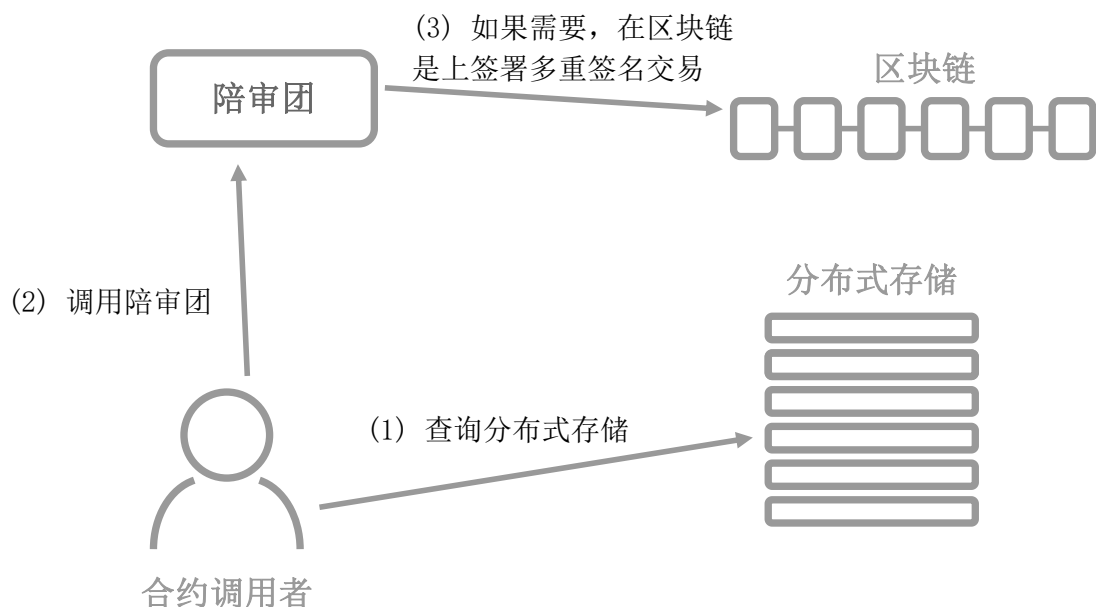 (3) 如果需要，在区块链
是上签署多重签名交易
陪审团
区块链
(2) 调用陪审团
分布式存储
(1) 查询分布式存储
合约调用者